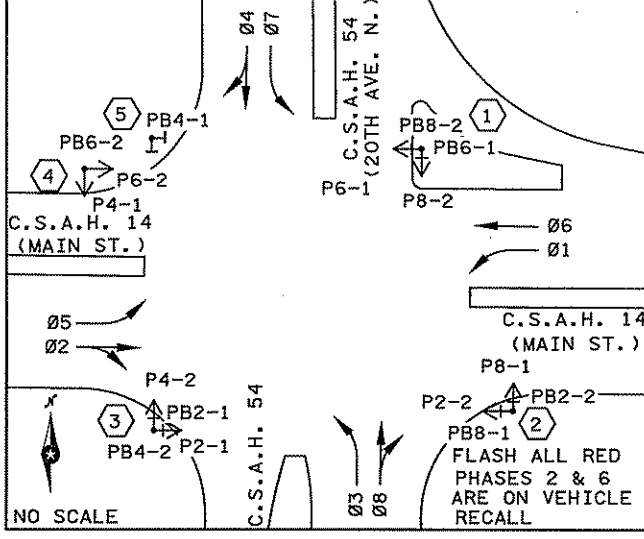 Ø4
Ø7
C.S.A.H. 54
(20TH AVE. N.)
5
PB4-1
PB6-2
4
P6-2
P4-1
C.S.A.H. 14
(MAIN ST.)
1
PB8-2
PB6-1
P6-1
P8-2
Ø6
Ø1
Ø5
Ø2
C.S.A.H. 14
(MAIN ST.)
P4-2
3
PB2-1
PB4-2
P2-1
P8-1
P2-2
PB2-2
PB8-1
2
N
NO SCALE
C.S.A.H. 54
Ø3
Ø8
FLASH ALL RED
PHASES 2 & 6
ARE ON VEHICLE
RECALL